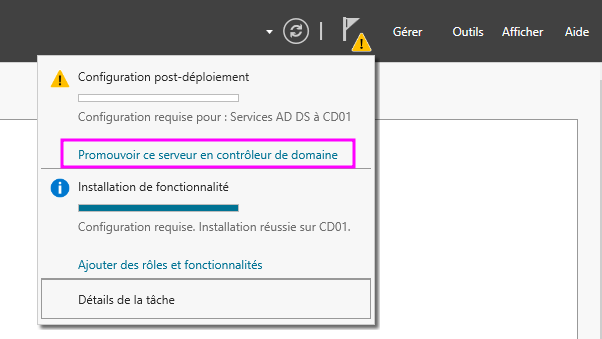 Gérer Outils Afficher Aide
Configuration post-déploiement
Configuration requise pour : Services AD DS à CD01
Promouvoir ce serveur en contrôleur de domaine
Installation de fonctionnalité
Configuration requise. Installation réussie sur CD01.
Ajouter des rôles et fonctionnalités
Détails de la tâche